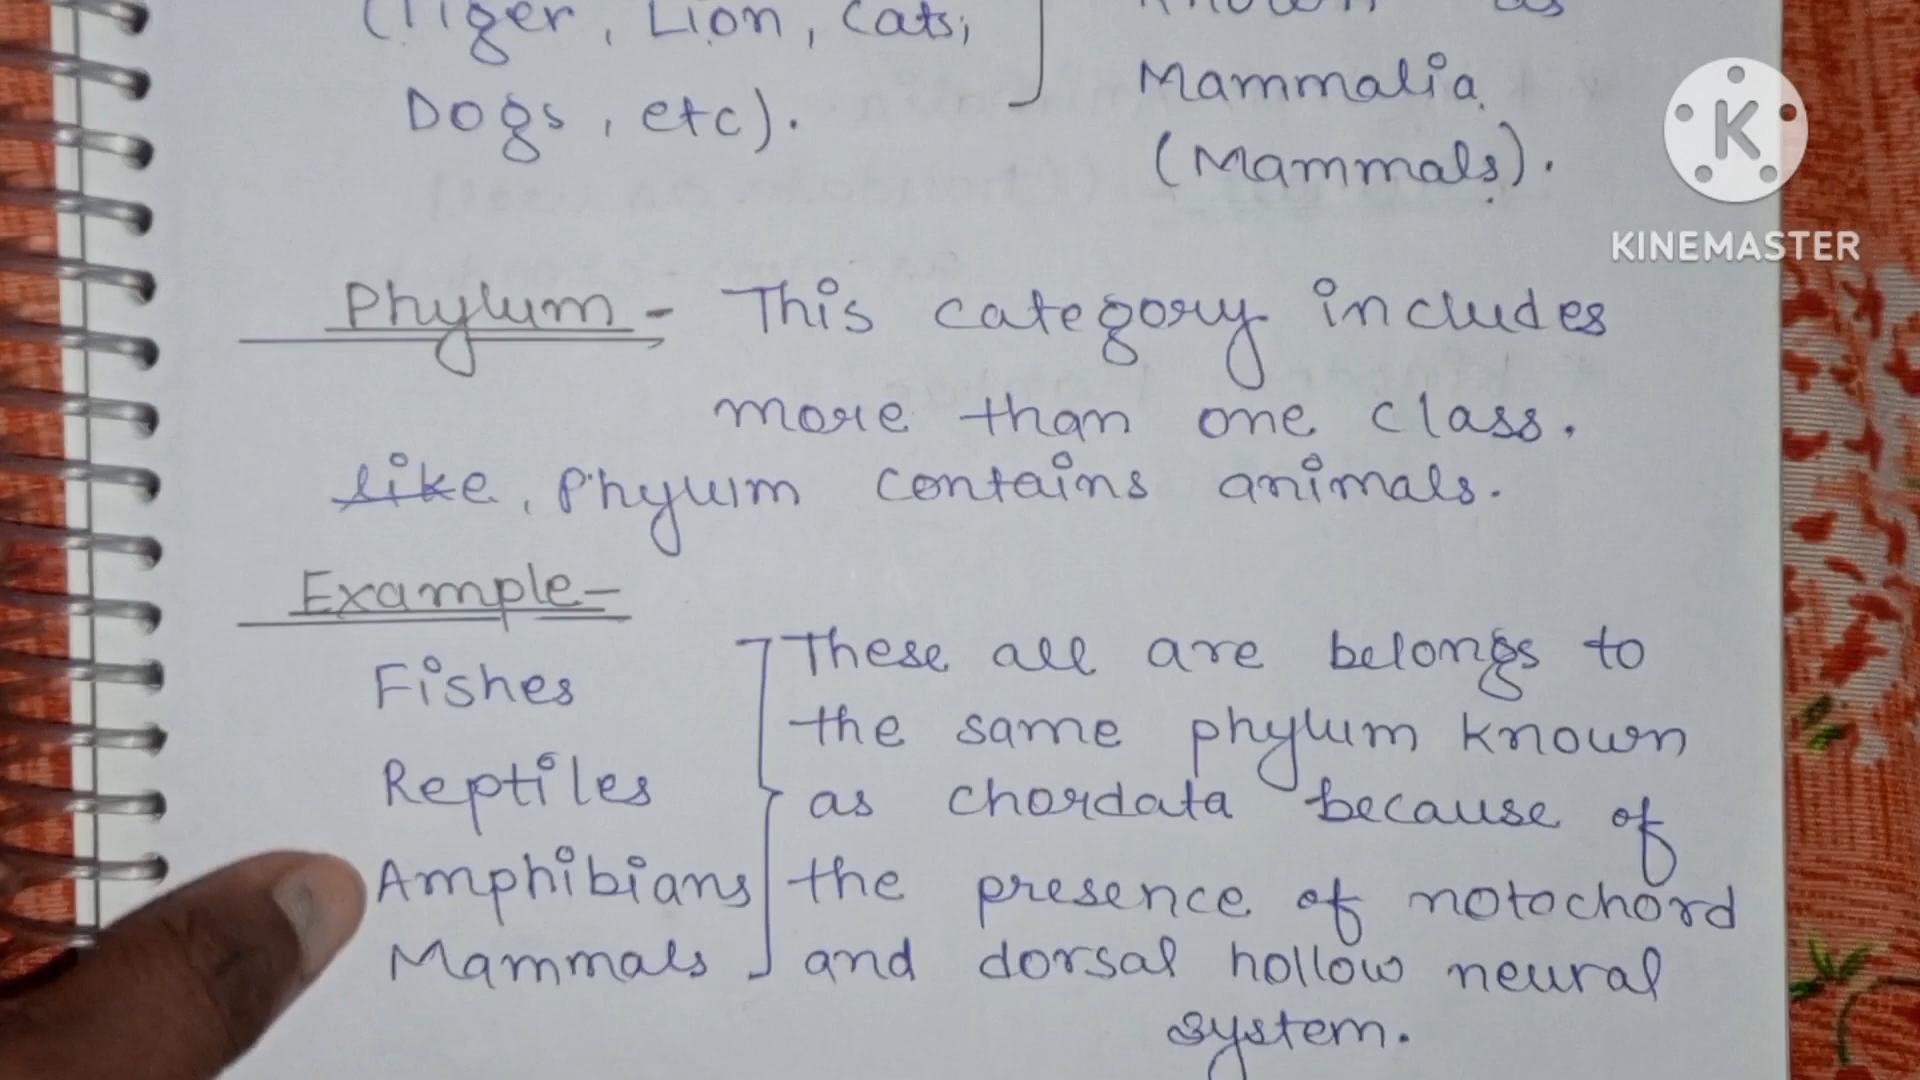 (Tiger, Lion, Cats,
Dogs, etc).
known as
Mammalia
(Mammals).
KINEMASTER
Phylum - This category includes
more than one class.
like, Phylum contains animals.
Example-
Fishes
Reptiles
Amphibians
Mammals
These all are belongs to
the same phylum known
as chordata because of
the presence of notochord
and dorsal hollow neural
system.